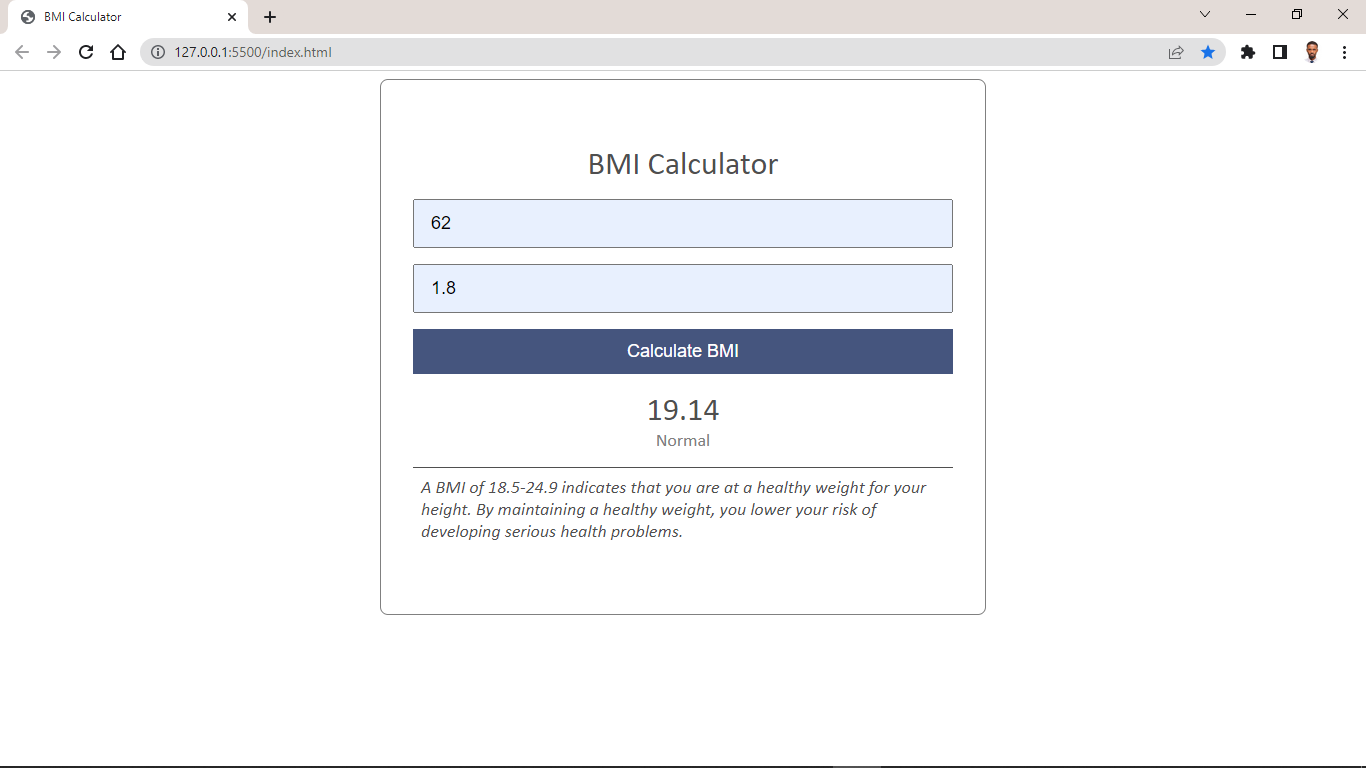 BMI Calculator
127.0.0.1:5500/index.html
BMI Calculator
62
1.8
Calculate BMI
19.14
Normal
A BMI of 18.5-24.9 indicates that you are at a healthy weight for your
height. By maintaining a healthy weight, you lower your risk of
developing serious health problems.